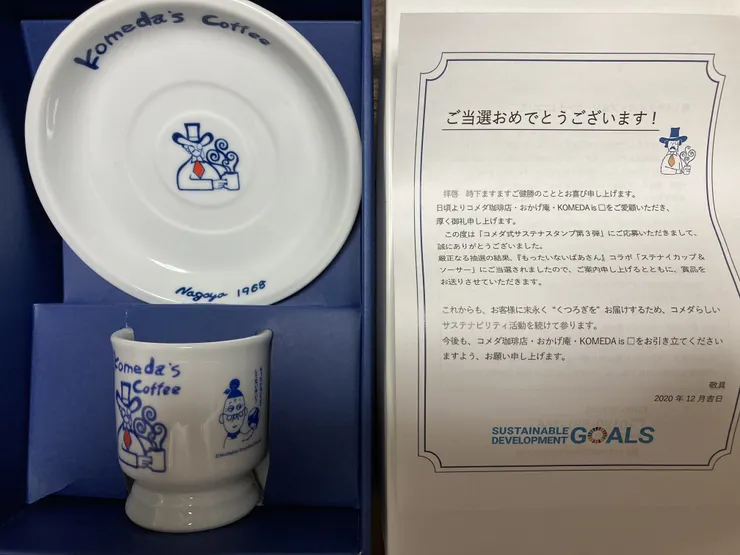 Komeda's Coffee
Nagoya 1968
Komeda's
Coffee
ご当選おめでとうございます！
拝啓　時下ますますご健勝のこととお喜び申し上げます。
日頃よりコメダ珈琲店・おかげ庵・KOMEDA is □をご愛顧いただき、
厚く御礼申し上げます。
この度は「コメダ式サステナスタンプ第３弾」にご応募いただきまして、
誠にありがとうございました。
厳正なる抽選の結果、『もったいないばあさん』コラボ「ステナイカップ＆
ソーサー」にご当選されましたので、ご案内申し上げるとともに、賞品を
お送りさせていただきます。
これからも、お客様に末永く“くつろぎを”お届けするため、コメダらしい
サステナビリティ活動を続けて参ります。
今後も、コメダ珈琲店・おかげ庵・KOMEDA is □をお引き立てください
ますよう、お願い申し上げます。
敬具
2020 年 12 月吉日
SUSTAINABLE
DEVELOPMENT GOALS